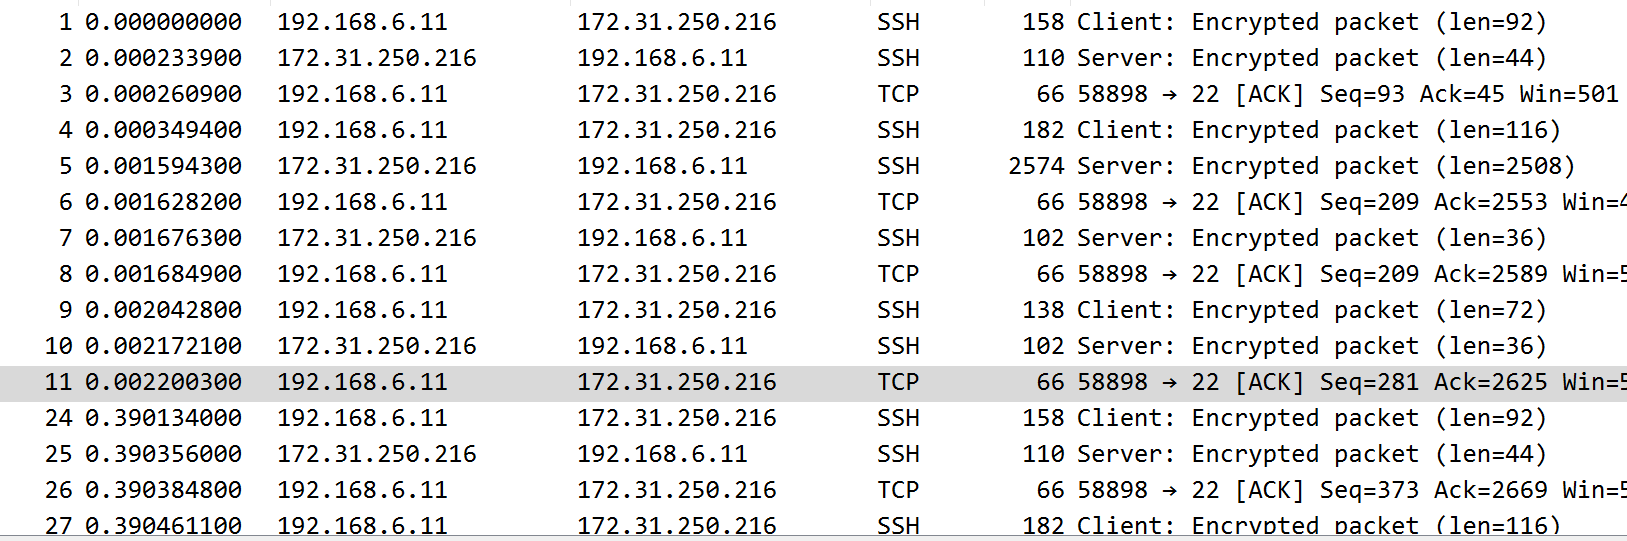 1 0.000000000 192.168.6.11 172.31.250.216 SSH 158 Client: Encrypted packet (len=92)
2 0.000233900 172.31.250.216 192.168.6.11 SSH 110 Server: Encrypted packet (len=44)
3 0.000260900 192.168.6.11 172.31.250.216 TCP 66 58898 → 22 [ACK] Seq=93 Ack=45 Win=501
4 0.000349400 192.168.6.11 172.31.250.216 SSH 182 Client: Encrypted packet (len=116)
5 0.001594300 172.31.250.216 192.168.6.11 SSH 2574 Server: Encrypted packet (len=2508)
6 0.001628200 192.168.6.11 172.31.250.216 TCP 66 58898 → 22 [ACK] Seq=209 Ack=2553 Win=4
7 0.001676300 172.31.250.216 192.168.6.11 SSH 102 Server: Encrypted packet (len=36)
8 0.001684900 192.168.6.11 172.31.250.216 TCP 66 58898 → 22 [ACK] Seq=209 Ack=2589 Win=5
9 0.002042800 192.168.6.11 172.31.250.216 SSH 138 Client: Encrypted packet (len=72)
10 0.002172100 172.31.250.216 192.168.6.11 SSH 102 Server: Encrypted packet (len=36)
11 0.002200300 192.168.6.11 172.31.250.216 TCP 66 58898 → 22 [ACK] Seq=281 Ack=2625 Win=5
24 0.390134000 192.168.6.11 172.31.250.216 SSH 158 Client: Encrypted packet (len=92)
25 0.390356000 172.31.250.216 192.168.6.11 SSH 110 Server: Encrypted packet (len=44)
26 0.390384800 192.168.6.11 172.31.250.216 TCP 66 58898 → 22 [ACK] Seq=373 Ack=2669 Win=5
27 0.390461100 192.168.6.11 172.31.250.216 SSH 182 Client: Encrypted packet (len=116)